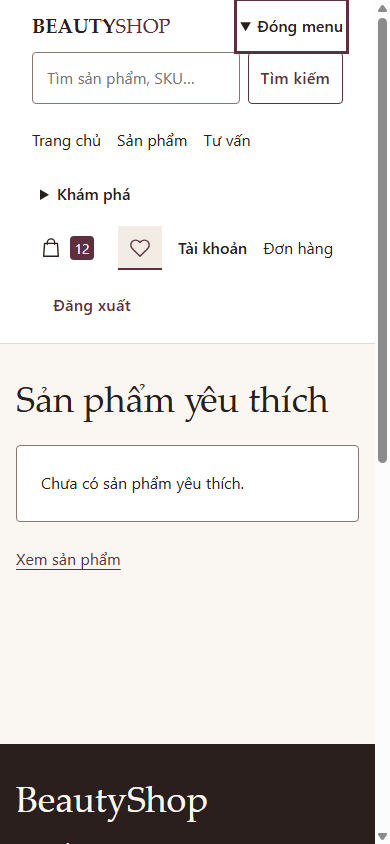 BEAUTYSHOP
▼ Đóng menu
Tìm sản phẩm, SKU...
Tìm kiếm
Trang chủ Sản phẩm Tư vấn
▶ Khám phá
12 Tài khoản Đơn hàng
Đăng xuất
Sản phẩm yêu thích
Chưa có sản phẩm yêu thích.
Xem sản phẩm
BeautyShop